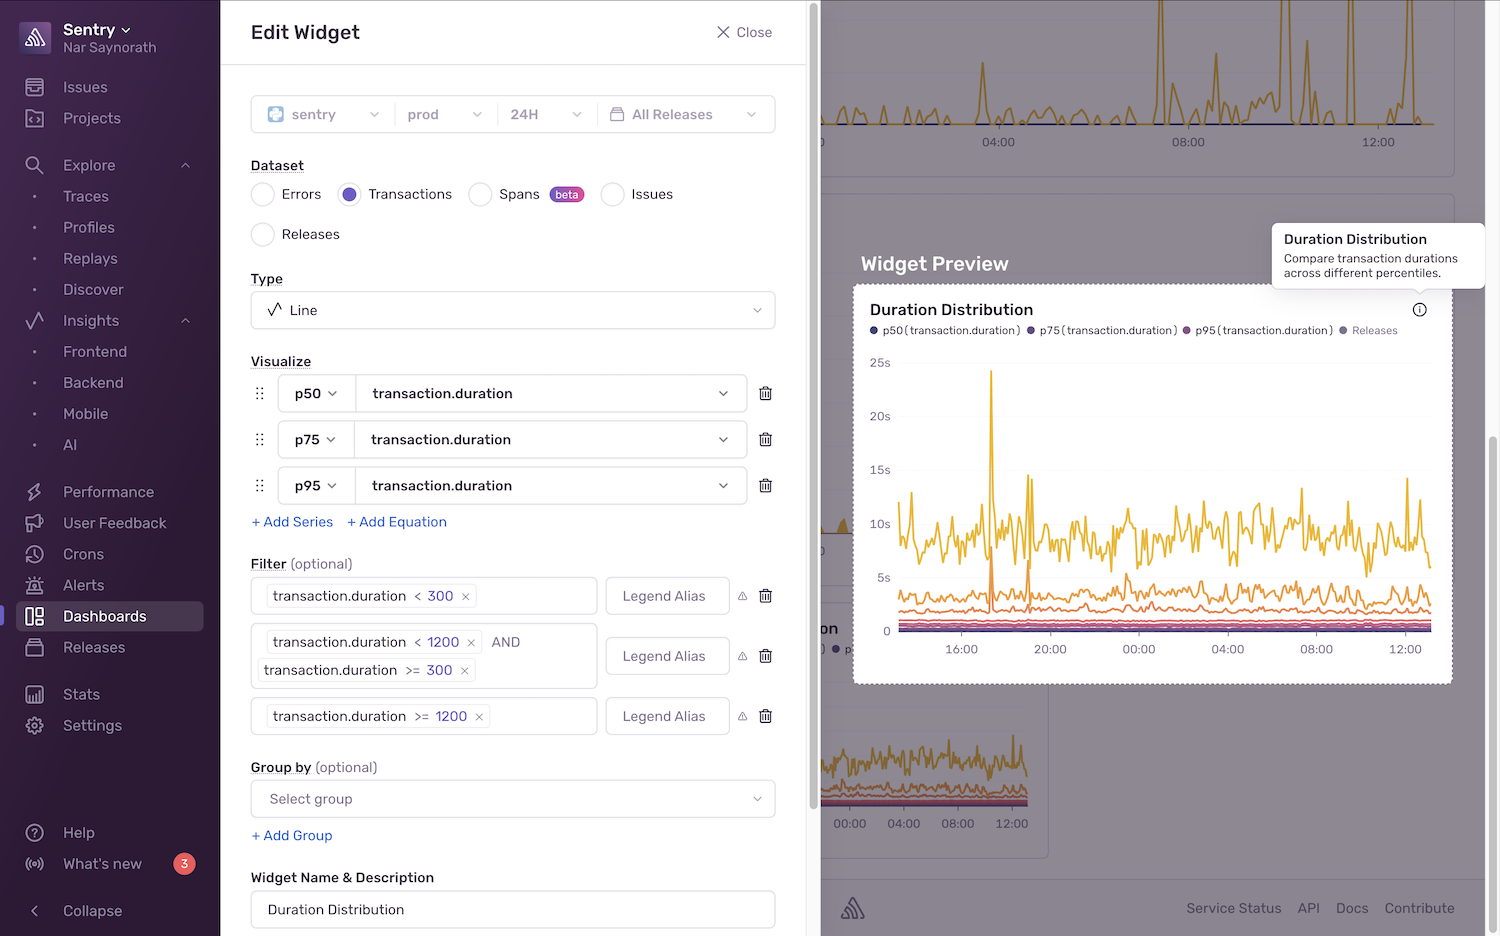 Sentry
Nar Saynorath
Issues
Projects
Explore
Traces
Profiles
Replays
Discover
Insights
Frontend
Backend
Mobile
AI
Performance
User Feedback
Crons
Alerts
Dashboards
Releases
Stats
Settings
Help
What's new 3
Collapse
Edit Widget
Close
sentry prod 24H All Releases
Dataset
Errors Transactions Spans beta Issues
Releases
Type
Line
Visualize
p50 transaction.duration
p75 transaction.duration
p95 transaction.duration
+ Add Series + Add Equation
Filter (optional)
transaction.duration < 300 × Legend Alias
transaction.duration < 1200 × AND
transaction.duration >= 300 × Legend Alias
transaction.duration >= 1200 × Legend Alias
Group by (optional)
Select group
+ Add Group
Widget Name & Description
Duration Distribution
04:00 08:00 12:00
Widget Preview
Duration Distribution
Compare transaction durations
across different percentiles.
Duration Distribution
p50(transaction.duration) p75(transaction.duration) p95(transaction.duration) Releases
25s
20s
15s
10s
5s
0
16:00 20:00 00:00 04:00 08:00 12:00
on
) p
00:00 04:00 08:00 12:00
Service Status API Docs Contribute